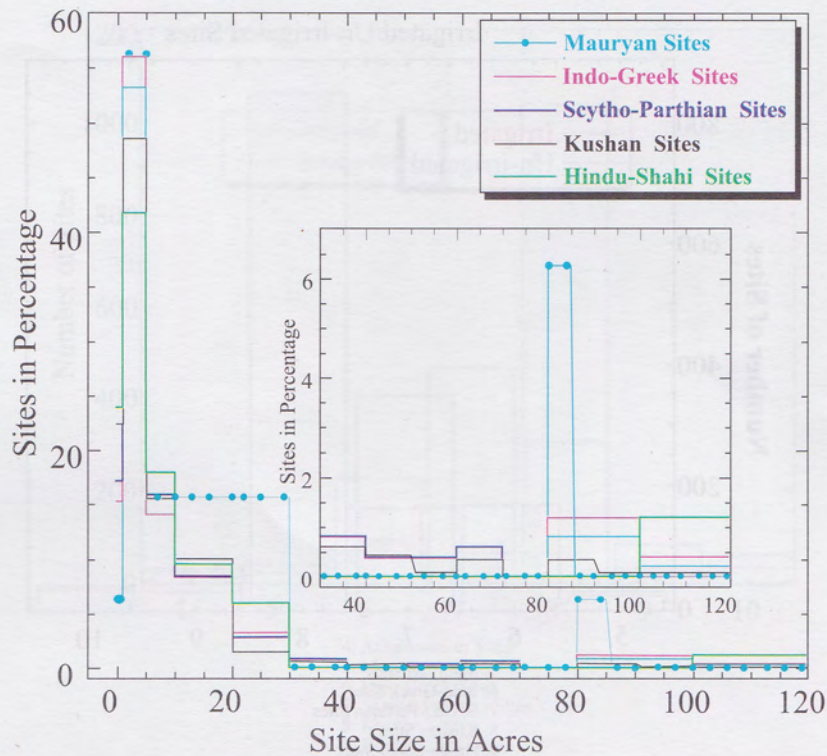 60
40
20
0
Sites in Percentage
Mauryan Sites
Indo-Greek Sites
Scytho-Parthian Sites
Kushan Sites
Hindu-Shahi Sites
6
4
2
0
Sites in Percentage
40 60 80 100 120
0 20 40 60 80 100 120
Site Size in Acres